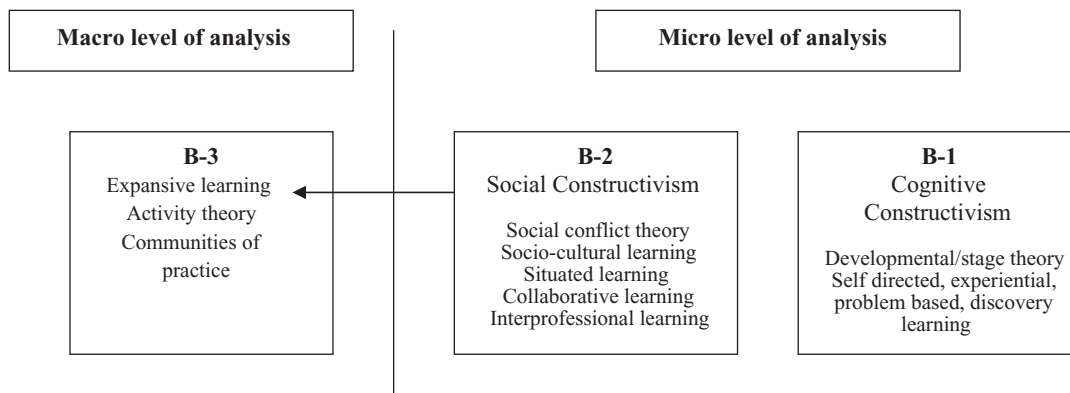 Macro level of analysis
Micro level of analysis
B-3
Expansive learning
Activity theory
Communities of
practice
B-2
Social Constructivism
Social conflict theory
Socio-cultural learning
Situated learning
Collaborative learning
Interprofessional learning
B-1
Cognitive
Constructivism
Developmental/stage theory
Self directed, experiential,
problem based, discovery
learning